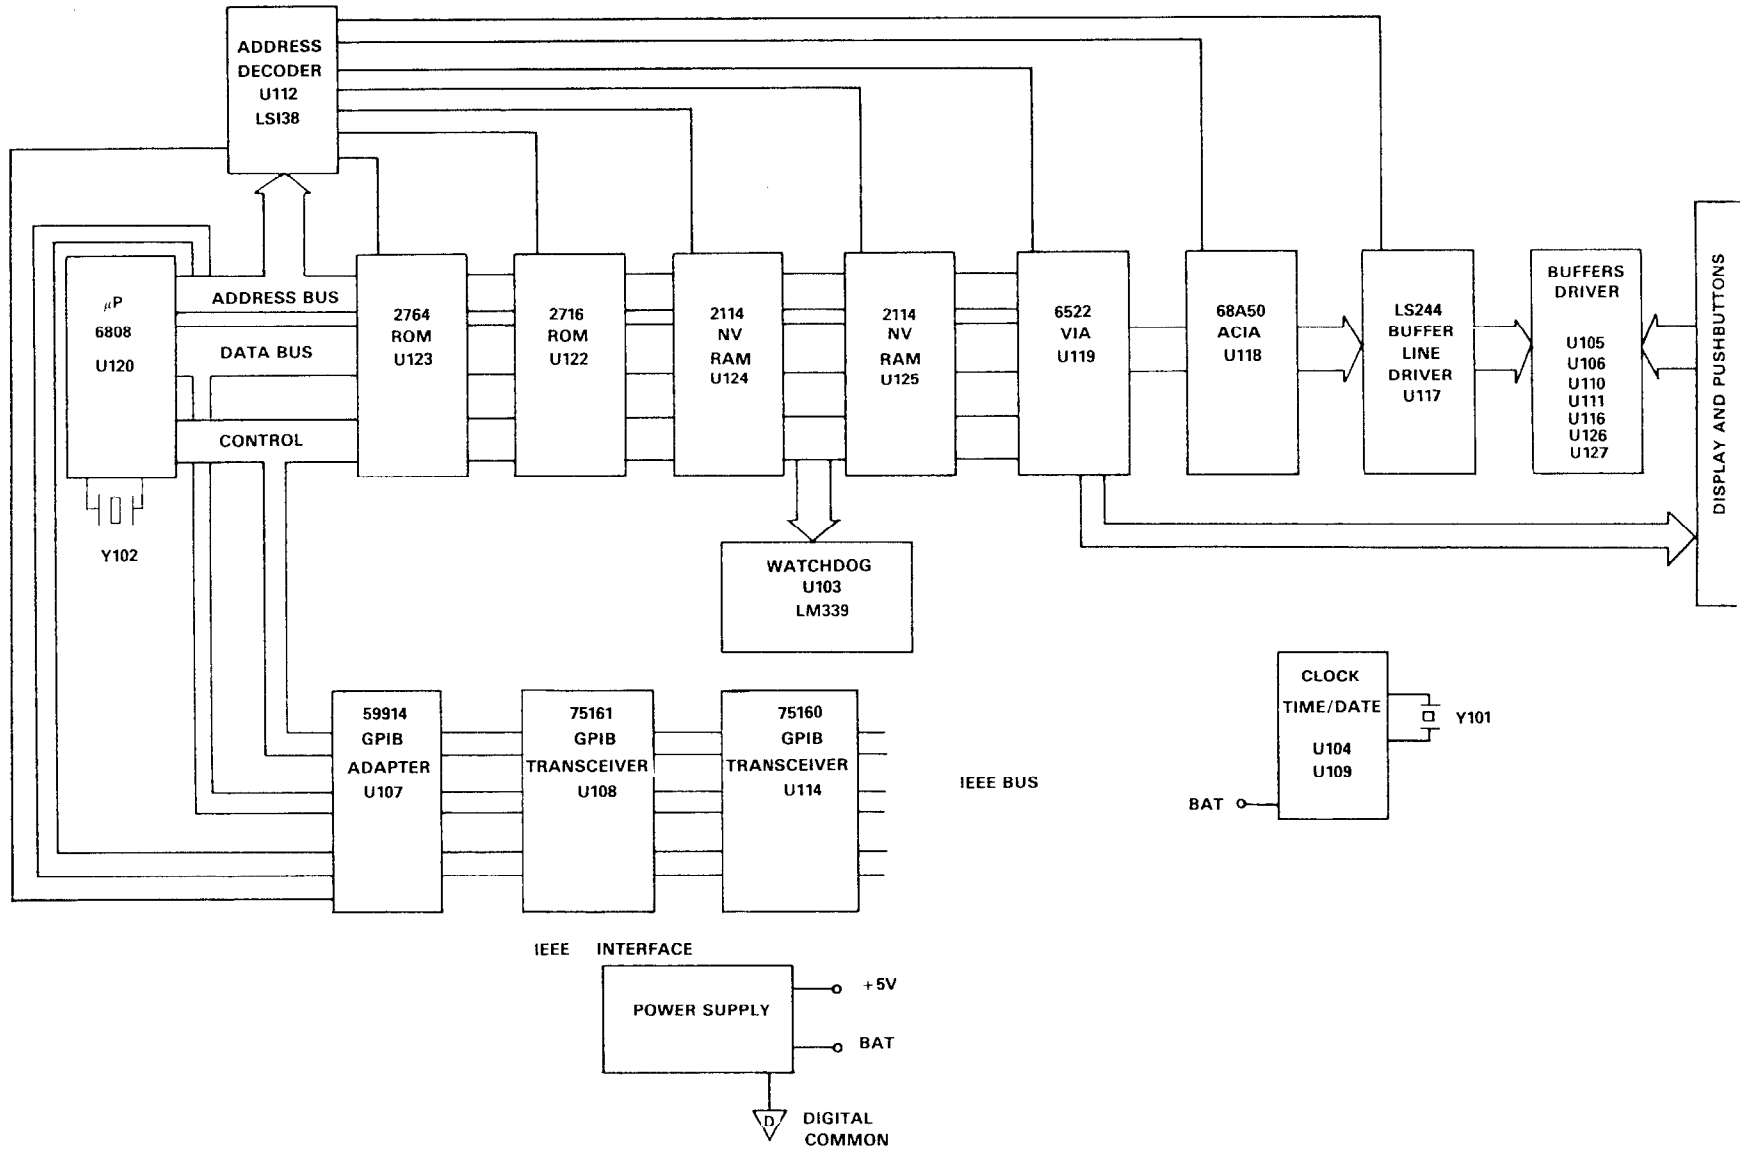 ADDRESS
DECODER
U112
LSI38
μP
6808
U120
Y102
ADDRESS BUS
DATA BUS
CONTROL
2764
ROM
U123
2716
ROM
U122
2114
NV
RAM
U124
2114
NV
RAM
U125
6522
VIA
U119
68A50
ACIA
U118
LS244
BUFFER
LINE
DRIVER
U117
BUFFERS
DRIVER
U105
U106
U110
U111
U116
U126
U127
DISPLAY AND PUSHBUTTONS
WATCHDOG
U103
LM339
59914
GPIB
ADAPTER
U107
75161
GPIB
TRANSCEIVER
U108
75160
GPIB
TRANSCEIVER
U114
IEEE BUS
CLOCK
TIME/DATE
U104
U109
Y101
BAT
IEEE INTERFACE
POWER SUPPLY
+5V
BAT
D
DIGITAL
COMMON